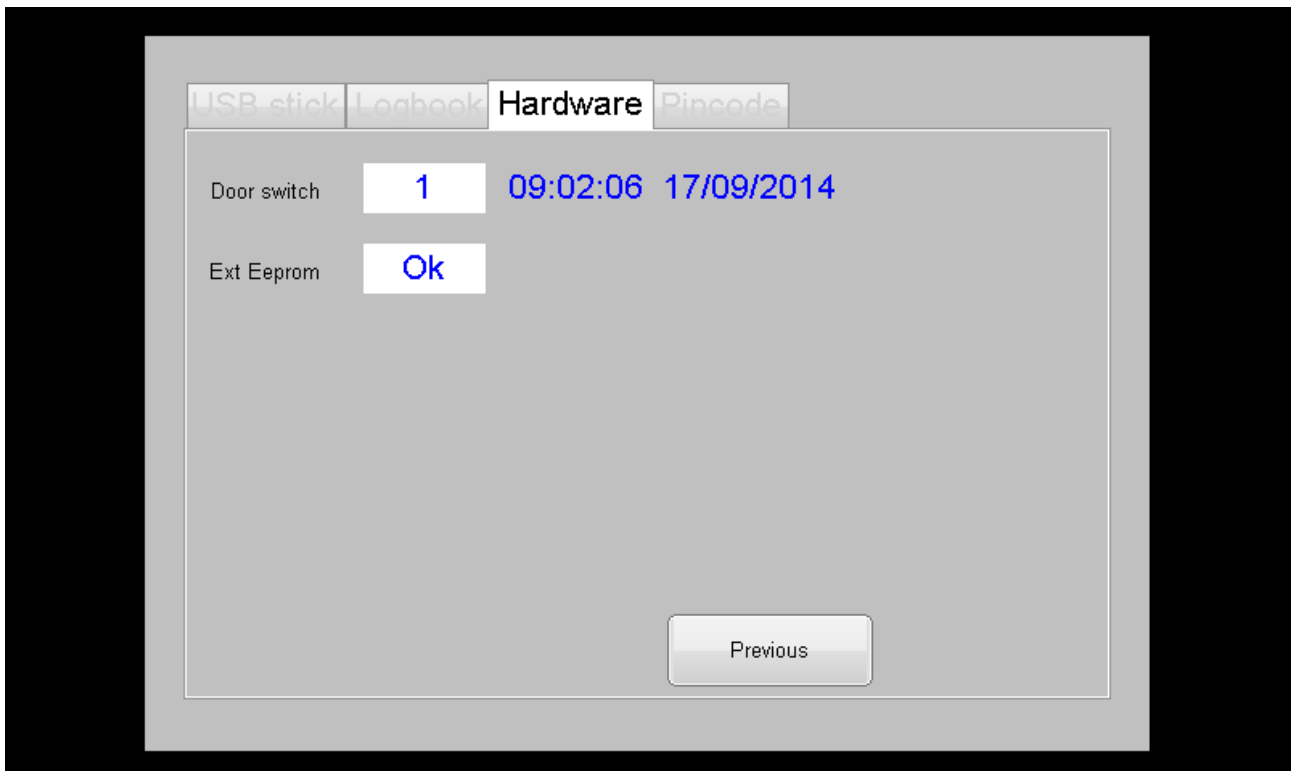 USB stick Logbook Hardware Pincode
Door switch 1 09:02:06 17/09/2014
Ext Eeprom Ok
Previous